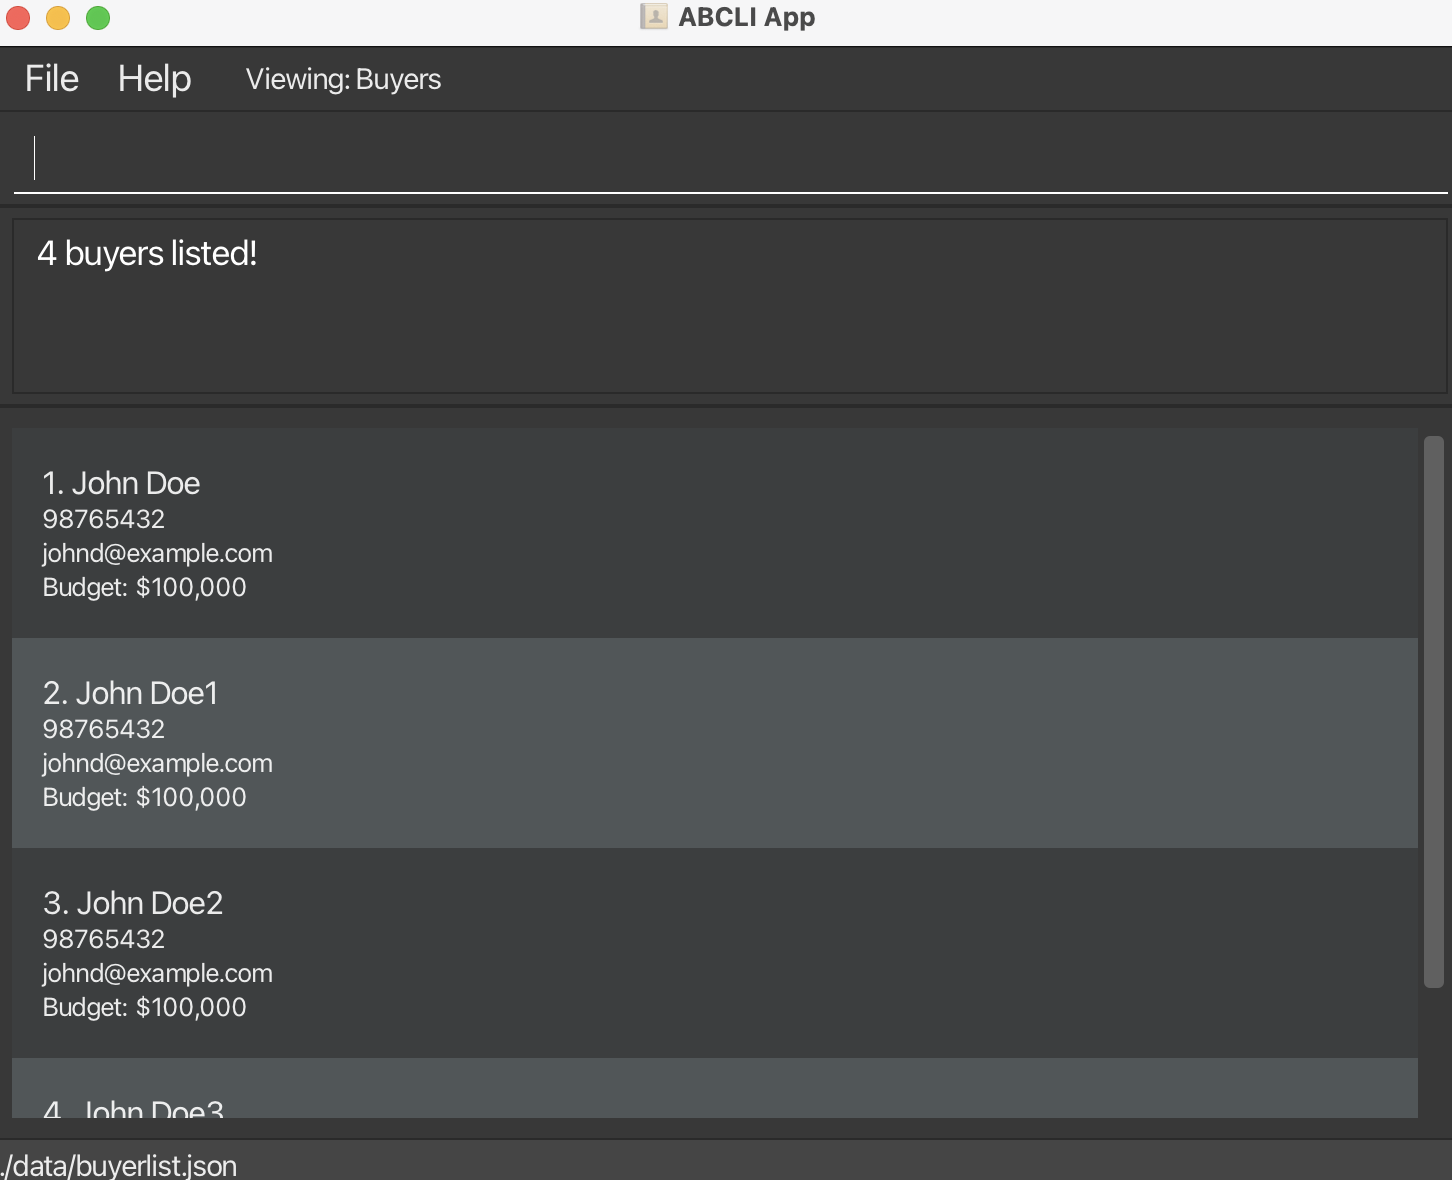 ABCLI App
File Help Viewing: Buyers
4 buyers listed!
1. John Doe
98765432
johnd@example.com
Budget: $100,000
2. John Doe1
98765432
johnd@example.com
Budget: $100,000
3. John Doe2
98765432
johnd@example.com
Budget: $100,000
4. John Doe3
./data/buyerlist.json